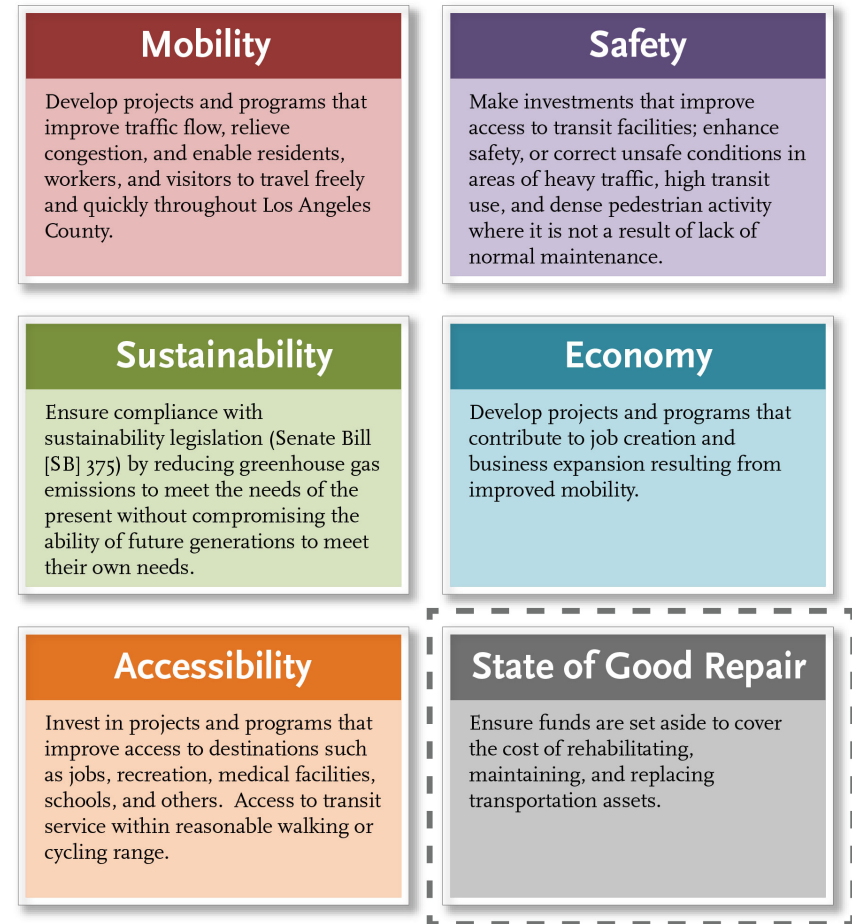 Mobility
Develop projects and programs that
improve traffic flow, relieve
congestion, and enable residents,
workers, and visitors to travel freely
and quickly throughout Los Angeles
County.
Safety
Make investments that improve
access to transit facilities; enhance
safety, or correct unsafe conditions in
areas of heavy traffic, high transit
use, and dense pedestrian activity
where it is not a result of lack of
normal maintenance.
Sustainability
Ensure compliance with
sustainability legislation (Senate Bill
[SB] 375) by reducing greenhouse gas
emissions to meet the needs of the
present without compromising the
ability of future generations to meet
their own needs.
Economy
Develop projects and programs that
contribute to job creation and
business expansion resulting from
improved mobility.
Accessibility
Invest in projects and programs that
improve access to destinations such
as jobs, recreation, medical facilities,
schools, and others.  Access to transit
service within reasonable walking or
cycling range.
State of Good Repair
Ensure funds are set aside to cover
the cost of rehabilitating,
maintaining, and replacing
transportation assets.